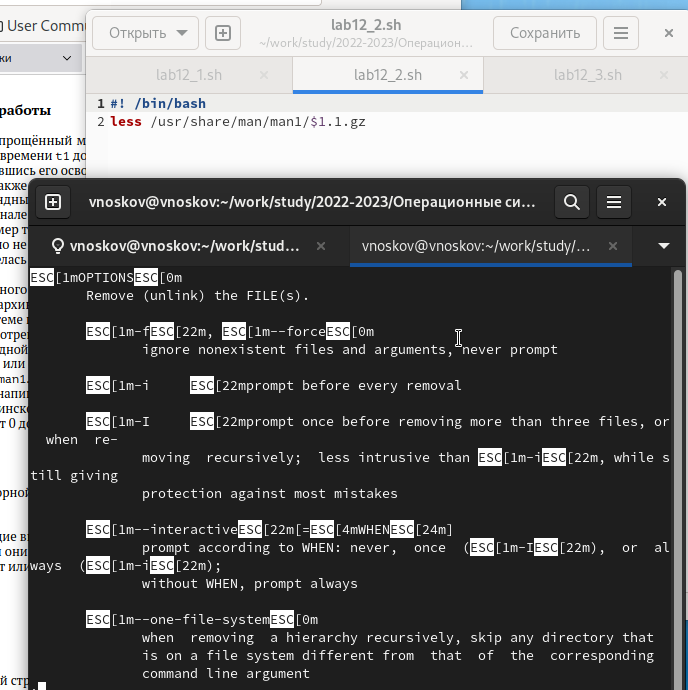 User Commu
Открыть
lab12_2.sh
~/work/study/2022-2023/Операцион…
Сохранить
ки
lab12_1.sh
lab12_2.sh
lab12_3.sh
1 #! /bin/bash
2 less /usr/share/man/man1/$1.1.gz
работы
времени t1 до
или
man1.
vnoskov@vnoskov:~/work/study/2022-2023/Операционные си…
vnoskov@vnoskov:~/work/stud…
vnoskov@vnoskov:~/work/study/…
ESC[1mOPTIONSESC[0m
Remove (unlink) the FILE(s).
ESC[1m-fESC[22m, ESC[1m--forceESC[0m
ignore nonexistent files and arguments, never prompt
ESC[1m-i ESC[22mprompt before every removal
ESC[1m-I ESC[22mprompt once before removing more than three files, or
when re-
moving recursively; less intrusive than ESC[1m-iESC[22m, while s
till giving
protection against most mistakes
ESC[1m--interactiveESC[22m[=ESC[4mWHENESC[24m]
prompt according to WHEN: never, once (ESC[1m-IESC[22m), or al
ways (ESC[1m-iESC[22m);
without WHEN, prompt always
ESC[1m--one-file-systemESC[0m
when removing a hierarchy recursively, skip any directory that
is on a file system different from that of the corresponding
command line argument